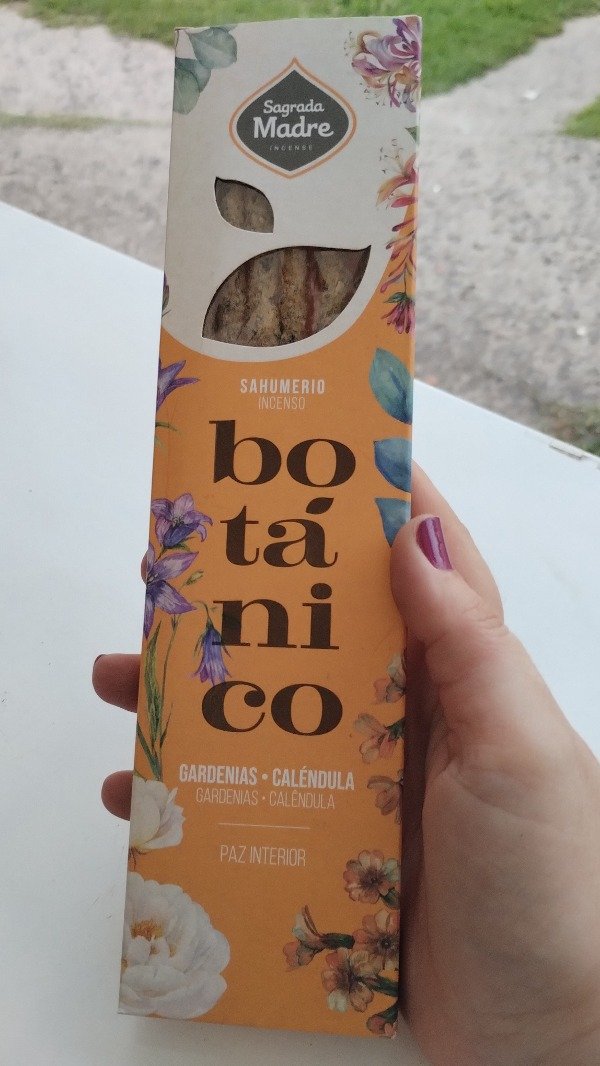 Sagrada
Madre
INCENSE
SAHUMERIO
INCENSO
bo
tá
ni
co
GARDENIAS • CALÉNDULA
GARDENIAS • CALÊNDULA
PAZ INTERIOR